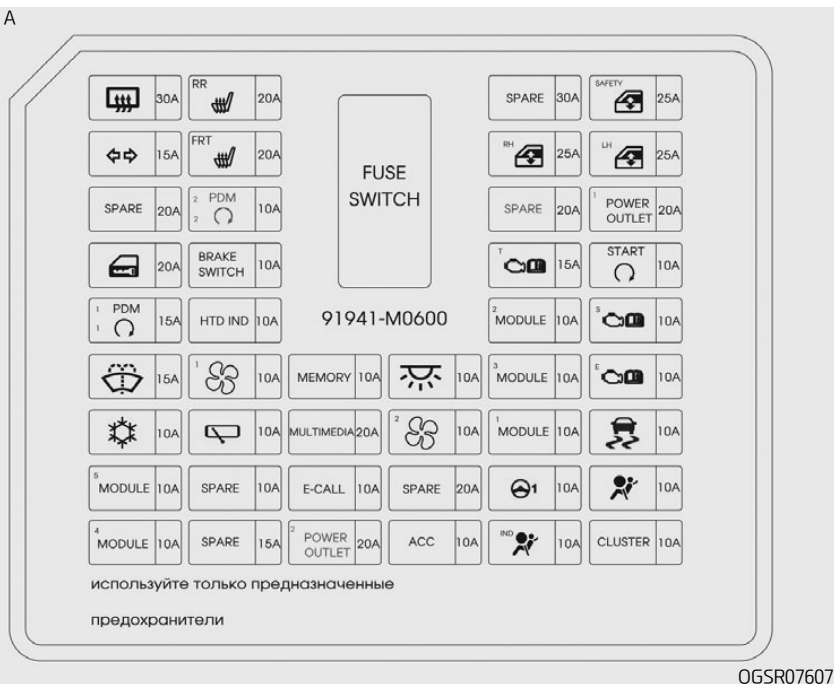 A
30A RR 20A SPARE 30A SAFETY 25A
15A FRT 20A FUSE SWITCH RH 25A LH 25A
SPARE 20A 2 PDM 2 10A SPARE 20A 1 POWER OUTLET 20A
20A BRAKE SWITCH 10A T 15A START 10A
1 PDM 1 15A HTD IND 10A 91941-M0600 2 MODULE 10A S 10A
15A 1 10A MEMORY 10A 10A 3 MODULE 10A E 10A
10A 10A MULTIMEDIA 20A 2 10A 1 MODULE 10A 10A
5 MODULE 10A SPARE 10A E-CALL 10A SPARE 20A 1 10A 10A
4 MODULE 10A SPARE 15A 2 POWER OUTLET 20A ACC 10A IND 10A CLUSTER 10A
используйте только предназначенные
предохранители
OGSR07607